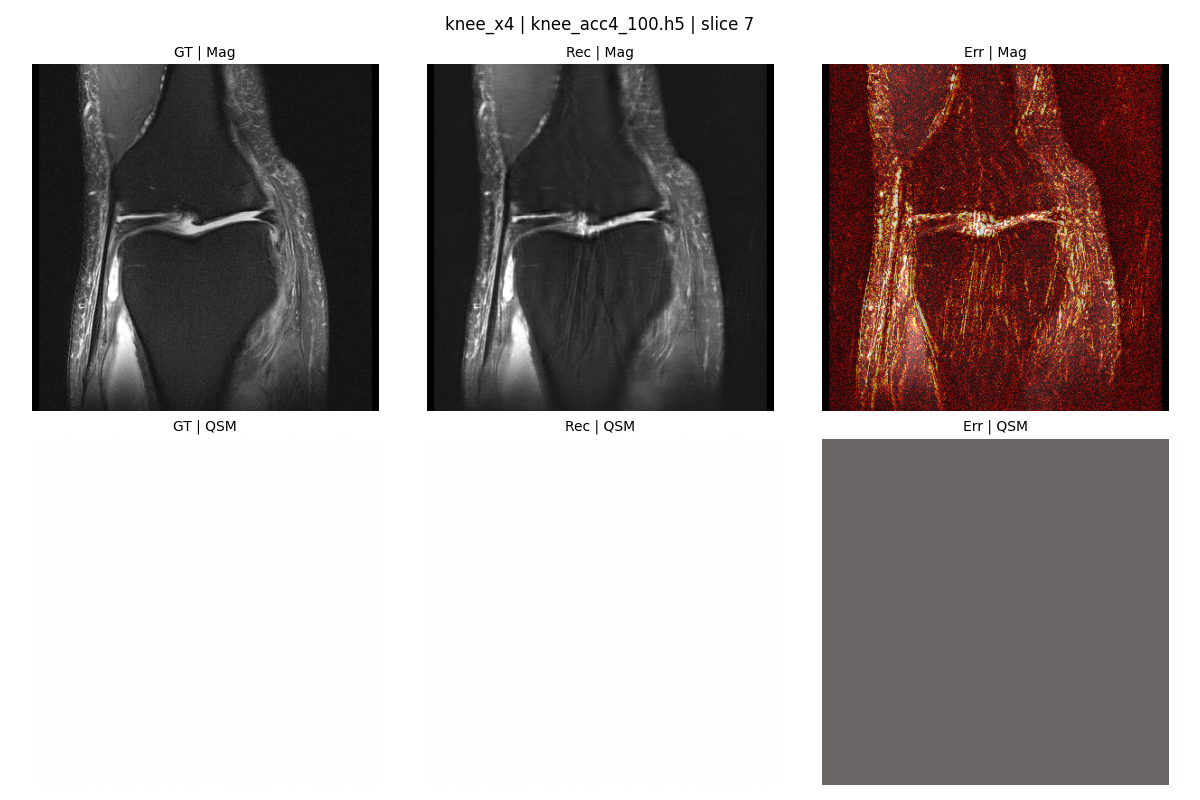 knee_x4 | knee_acc4_100.h5 | slice 7
GT | Mag
Rec | Mag
Err | Mag
GT | QSM
Rec | QSM
Err | QSM